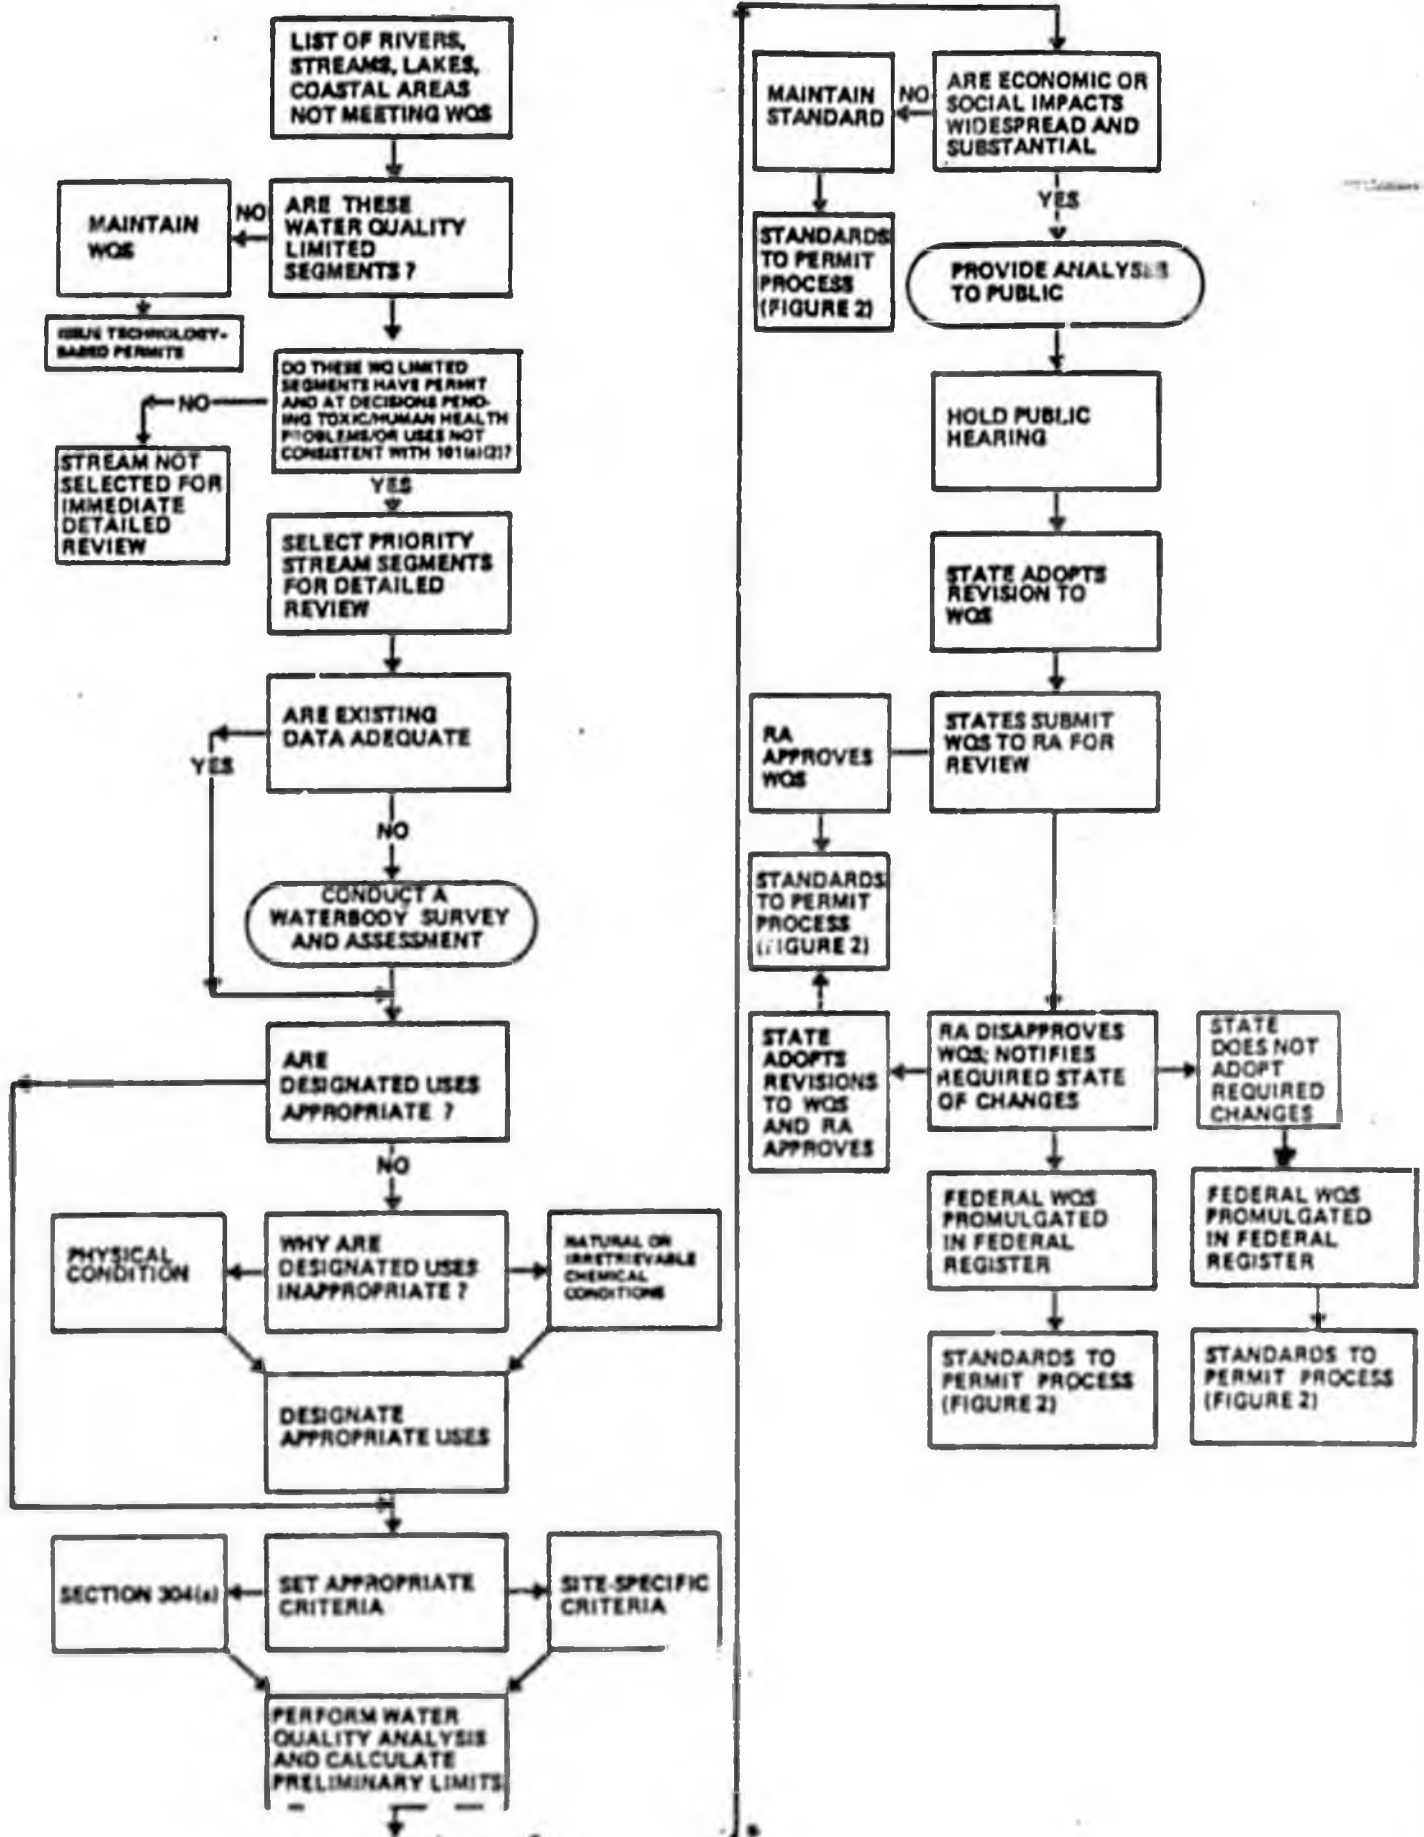 LIST OF RIVERS,
STREAMS, LAKES,
COASTAL AREAS
NOT MEETING WQS
MAINTAIN
WQS
NO
ARE THESE
WATER QUALITY
LIMITED
SEGMENTS ?
ISSUE TECHNOLOGY-
BASED PERMITS
DO THESE WQ LIMITED
SEGMENTS HAVE PERMIT
AND AT DECISIONS PEND-
ING TOXIC/HUMAN HEALTH
PROBLEMS/OR USES NOT
CONSISTENT WITH 101(a)(2)?
NO
STREAM NOT
SELECTED FOR
IMMEDIATE
DETAILED
REVIEW
YES
SELECT PRIORITY
STREAM SEGMENTS
FOR DETAILED
REVIEW
ARE EXISTING
DATA ADEQUATE
YES
NO
CONDUCT A
WATERBODY SURVEY
AND ASSESSMENT
ARE
DESIGNATED USES
APPROPRIATE ?
NO
PHYSICAL
CONDITION
WHY ARE
DESIGNATED USES
INAPPROPRIATE ?
NATURAL OR
IRRETRIEVABLE
CHEMICAL
CONDITIONS
DESIGNATE
APPROPRIATE USES
SECTION 304(a)
SET APPROPRIATE
CRITERIA
SITE-SPECIFIC
CRITERIA
PERFORM WATER
QUALITY ANALYSIS
AND CALCULATE
PRELIMINARY LIMITS
MAINTAIN
STANDARD
NO
ARE ECONOMIC OR
SOCIAL IMPACTS
WIDESPREAD AND
SUBSTANTIAL
YES
STANDARDS
TO PERMIT
PROCESS
(FIGURE 2)
PROVIDE ANALYSES
TO PUBLIC
HOLD PUBLIC
HEARING
STATE ADOPTS
REVISION TO
WQS
RA
APPROVES
WQS
STATES SUBMIT
WQS TO RA FOR
REVIEW
STANDARDS
TO PERMIT
PROCESS
(FIGURE 2)
STATE
ADOPTS
REVISIONS
TO WQS
AND RA
APPROVES
RA DISAPPROVES
WQS; NOTIFIES
REQUIRED STATE
OF CHANGES
STATE
DOES NOT
ADOPT
REQUIRED
CHANGES
FEDERAL WQS
PROMULGATED
IN FEDERAL
REGISTER
FEDERAL WQS
PROMULGATED
IN FEDERAL
REGISTER
STANDARDS TO
PERMIT PROCESS
(FIGURE 2)
STANDARDS TO
PERMIT PROCESS
(FIGURE 2)